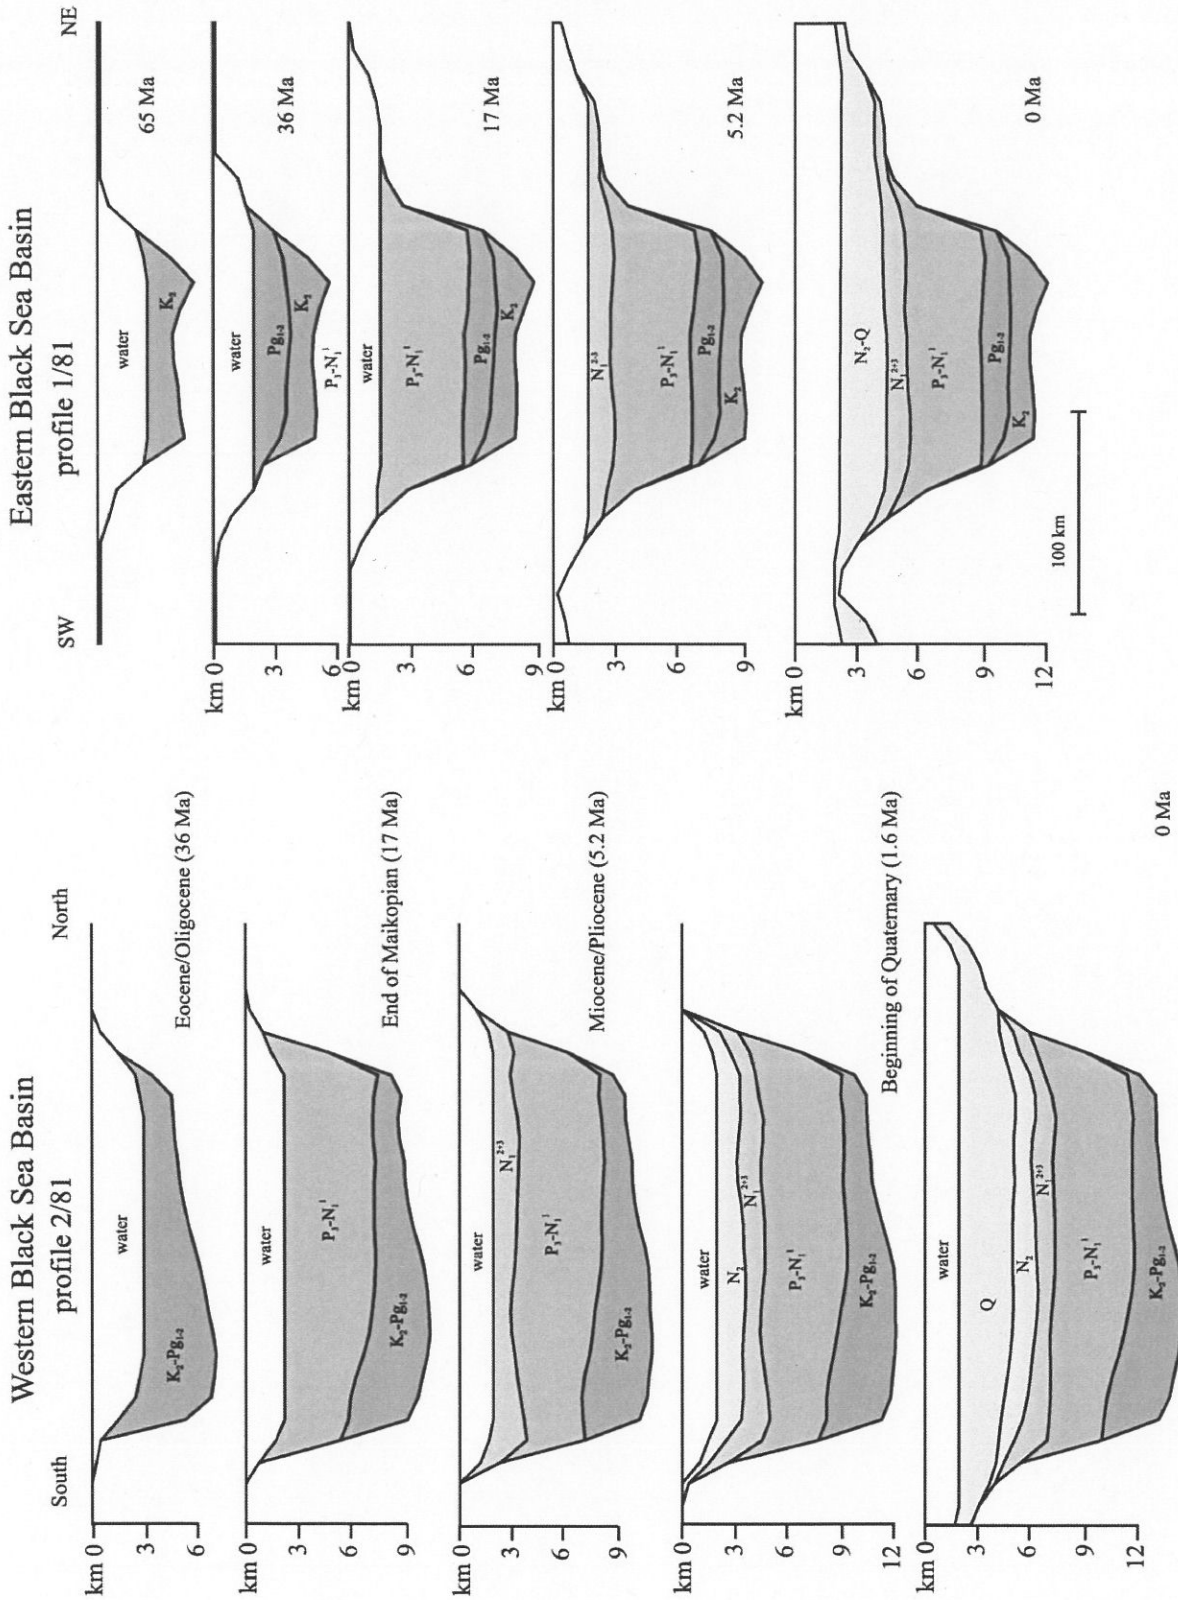 Western Black Sea Basin
profile 2/81
South
North
km 0
3
6
water
K₂-Pg₁₋₂
Eocene/Oligocene (36 Ma)
km 0
3
6
9
water
P₃-N₁¹
K₂-Pg₁₋₂
End of Maikopian (17 Ma)
km 0
3
6
9
water
N₁²⁺³
P₃-N₁¹
K₂-Pg₁₋₂
Miocene/Pliocene (5.2 Ma)
km 0
3
6
9
12
water
N₂
N₁²⁺³
P₃-N₁¹
K₂-Pg₁₋₂
Beginning of Quaternary (1.6 Ma)
km 0
3
6
9
12
water
Q
N₂
N₁²⁺³
P₃-N₁¹
K₂-Pg₁₋₂
0 Ma
Eastern Black Sea Basin
profile 1/81
SW
NE
water
K₂
65 Ma
km 0
3
6
water
Pg₁₋₂
K₂
P₃-N₁¹
36 Ma
km 0
3
6
9
water
P₃-N₁¹
Pg₁₋₂
K₂
17 Ma
km 0
3
6
9
N₁²⁻³
P₃-N₁¹
Pg₁₋₂
K₂
5.2 Ma
km 0
3
6
9
12
N₂-Q
N₁²⁺³
P₃-N₁¹
Pg₁₋₂
K₂
0 Ma
100 km